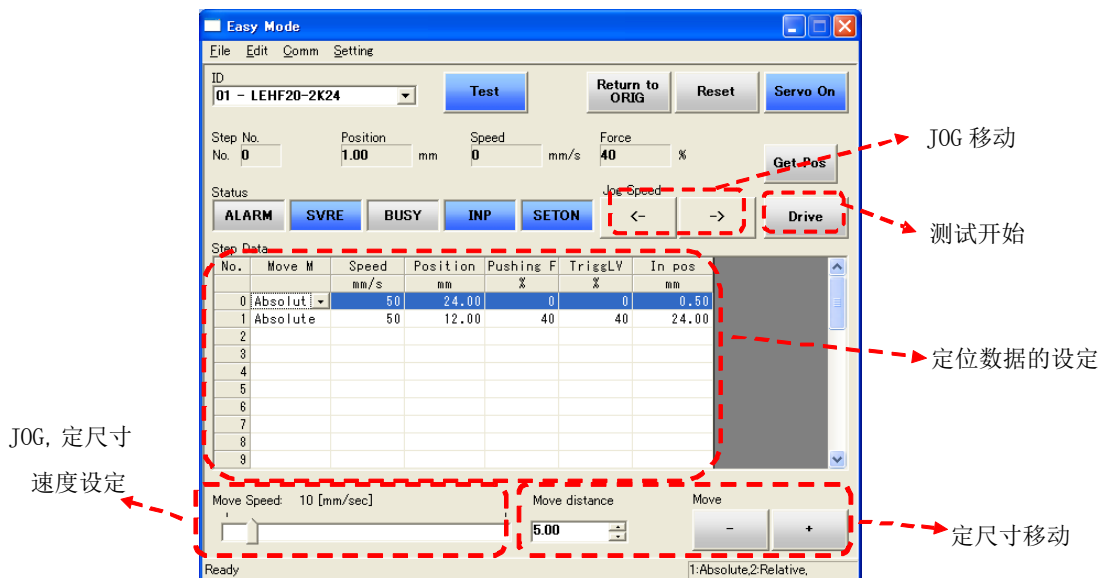 Easy Mode
File Edit Comm Setting
ID
01 - LEHF20-2K24
Test
Return to ORIG
Reset
Servo On
Step No. Position Speed Force
No. 0 1.00 mm 0 mm/s 40 %
Get Pos
JOG 移动
Status
Jog Speed
ALARM SVRE BUSY INP SETON <- -> Drive
测试开始
Step Data
No. Move M Speed Position Pushing F TriggLV In pos
mm/s mm % % mm
0 Absolut 50 24.00 0 0 0.50
1 Absolute 50 12.00 40 40 24.00
2
3
4
5
6
7
8
9
定位数据的设定
JOG, 定尺寸
速度设定
Move Speed: 10 [mm/sec]
Move distance
Move
5.00
- +
定尺寸移动
Ready
1:Absolute,2:Relative,